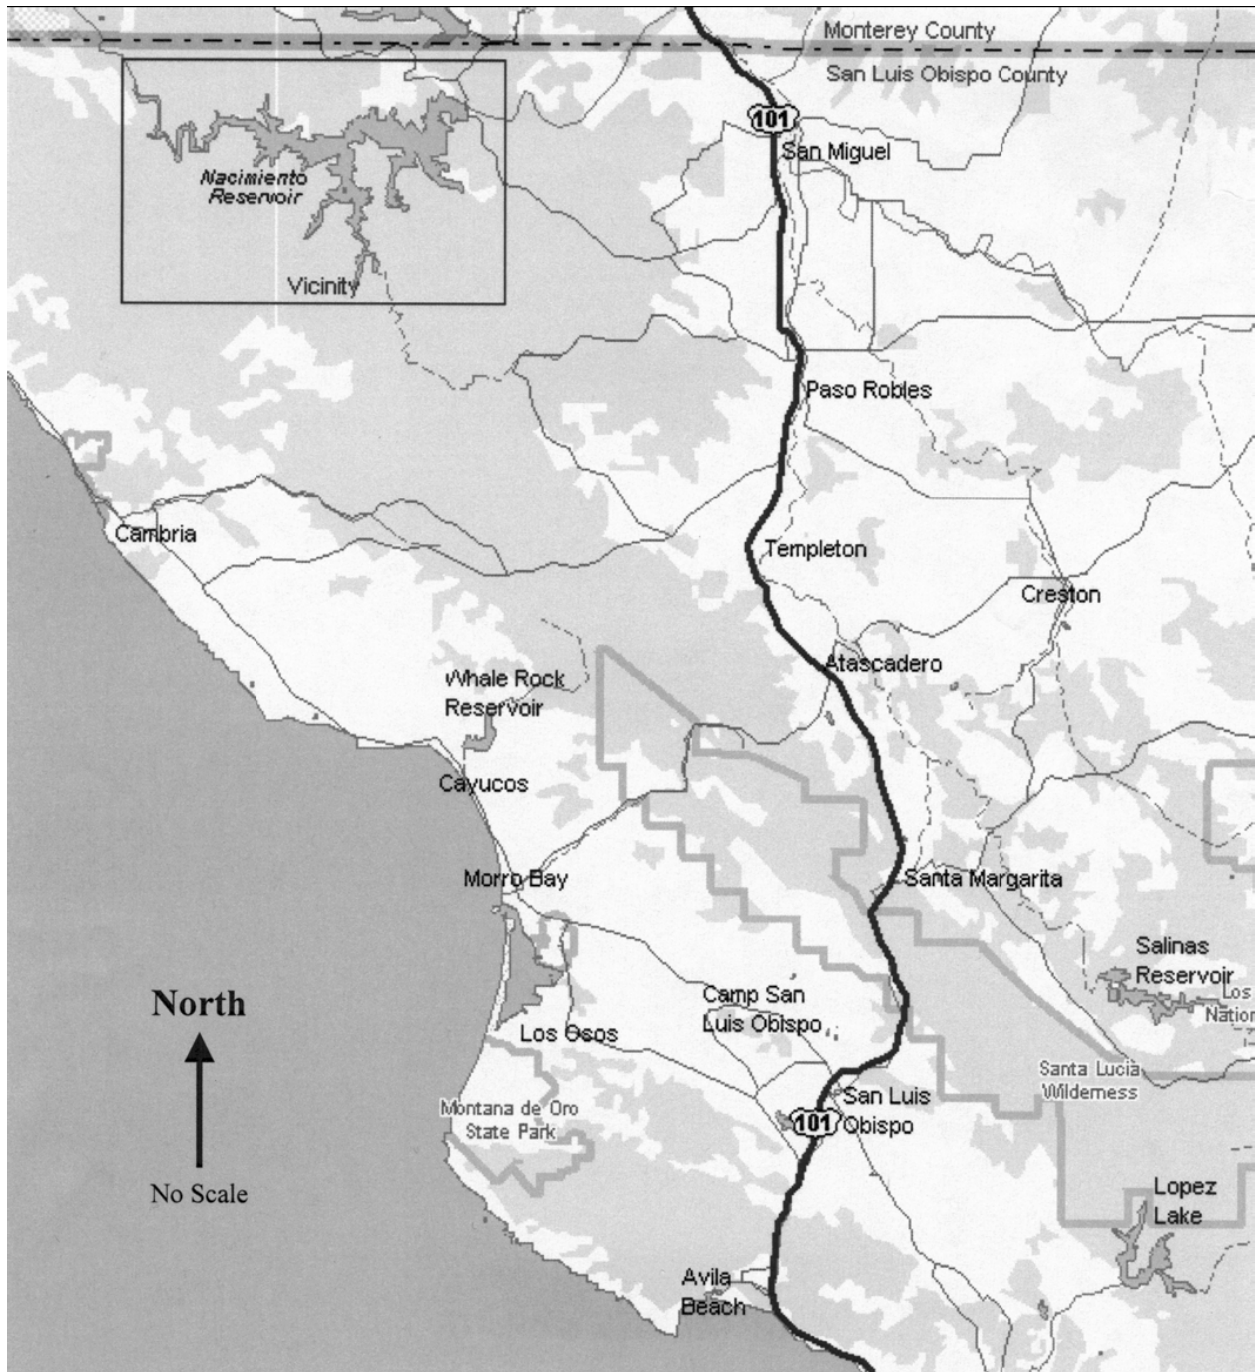 Monterey County
San Luis Obispo County
101
San Miguel
Nacimiento
Reservoir
Vicinity
Paso Robles
Cambria
Templeton
Creston
Atascadero
Whale Rock
Reservoir
Cayucos
Morro Bay
Santa Margarita
Salinas
Reservoir
Los
Nation
North
Camp San
Luis Obispo
Los Osos
Santa Lucia
Wilderness
San Luis
Obispo
101
Montana de Oro
State Park
No Scale
Lopez
Lake
Avila
Beach